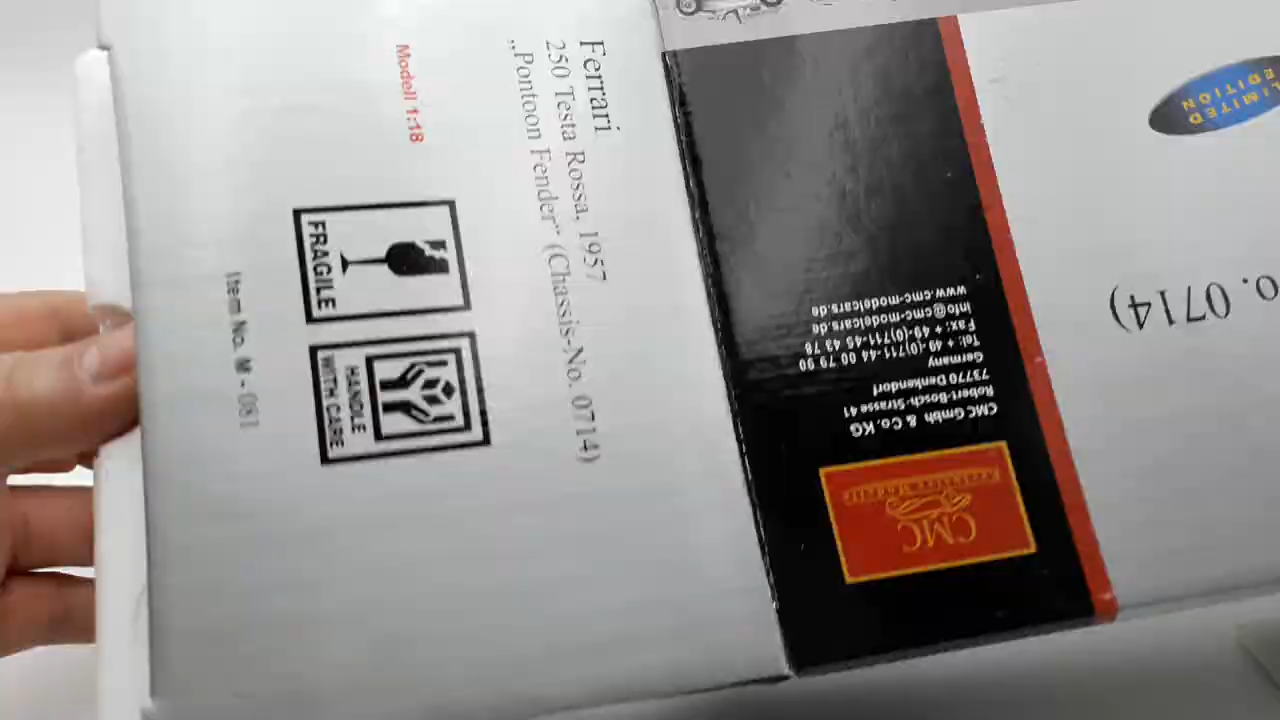 Ferrari
250 Testa Rossa, 1957
„Pontoon Fender“ (Chassis-No. 0714)
Modell 1:18
FRAGILE
HANDLE
WITH CARE
Item No. M - 081
CMC
CMC Gmbh & Co. KG
Robert-Bosch-Strasse 41
73770 Denkendorf
Germany
Tel: + 49-(0)711-44 00 79 90
Fax: + 49-(0)711-45 43 78
info@cmc-modelcars.de
www.cmc-modelcars.de
LIMITED
EDITION
o. 0714)